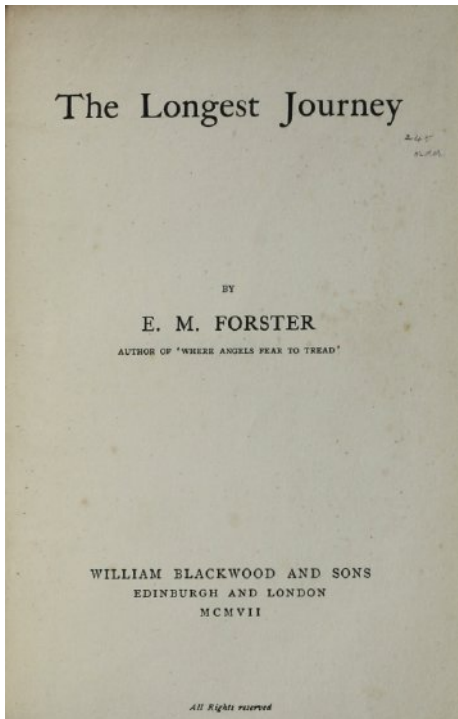 The Longest Journey
245
BY
E. M. FORSTER
AUTHOR OF 'WHERE ANGELS FEAR TO TREAD'
WILLIAM BLACKWOOD AND SONS
EDINBURGH AND LONDON
MCMVII
All Rights reserved